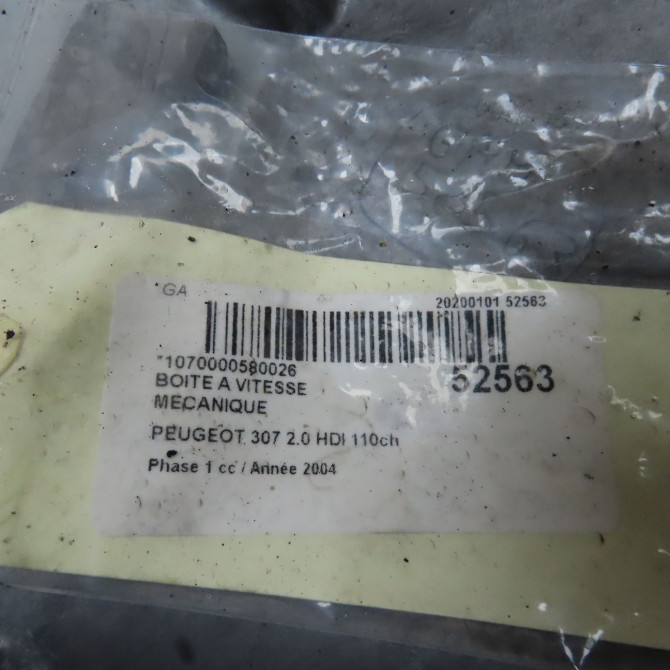 GA
20200101 52563
*1070000580026
52563
BOITE A VITESSE
MECANIQUE
PEUGEOT 307 2.0 HDI 110ch
Phase 1 cc / Année 2004